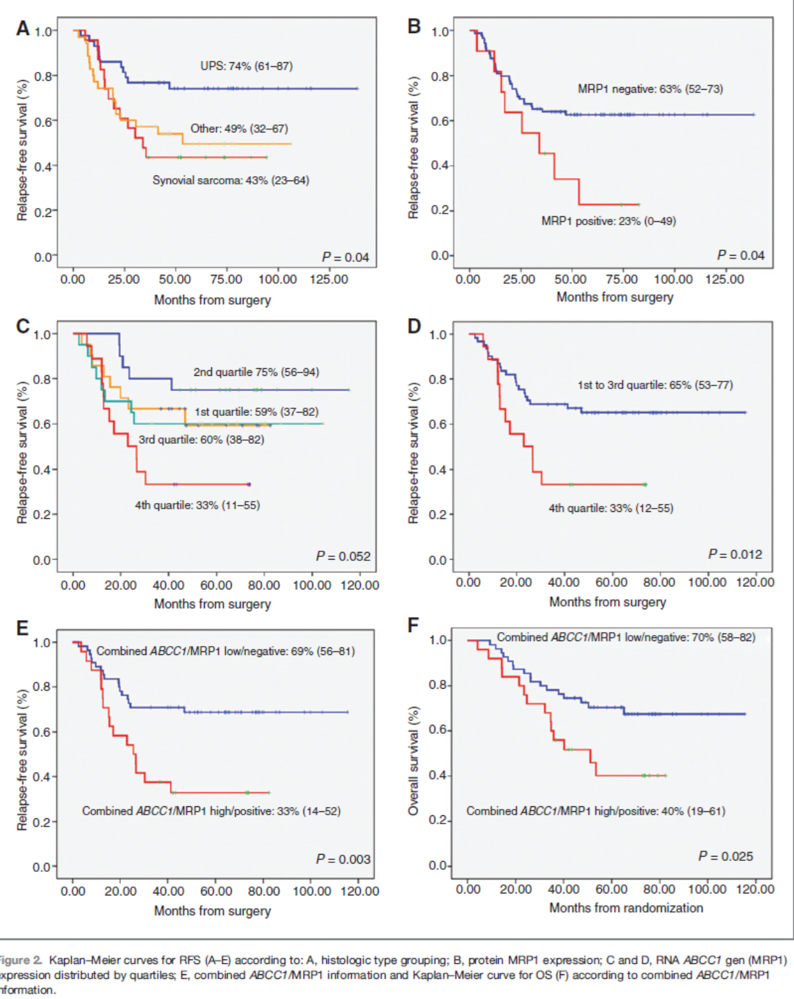 A
1.0
0.8
0.6
0.4
0.2
0.0
Relapse-free survival (%)
UPS: 74% (61–87)
Other: 49% (32–67)
Synovial sarcoma: 43% (23–64)
P = 0.04
0.00 25.00 50.00 75.00 100.00 125.00
Months from surgery
B
1.0
0.8
0.6
0.4
0.2
0.0
Relapse-free survival (%)
MRP1 negative: 63% (52–73)
MRP1 positive: 23% (0–49)
P = 0.04
0.00 25.00 50.00 75.00 100.00 125.00
Months from surgery
C
1.0
0.8
0.6
0.4
0.2
0.0
Relapse-free survival (%)
2nd quartile 75% (56–94)
1st quartile: 59% (37–82)
3rd quartile: 60% (38–82)
4th quartile: 33% (11–55)
P = 0.052
0.00 20.00 40.00 60.00 80.00 100.00 120.00
Months from surgery
D
1.0
0.8
0.6
0.4
0.2
0.0
Relapse-free survival (%)
1st to 3rd quartile: 65% (53–77)
4th quartile: 33% (12–55)
P = 0.012
0.00 20.00 40.00 60.00 80.00 100.00 120.00
Months from surgery
E
1.0
0.8
0.6
0.4
0.2
0.0
Relapse-free survival (%)
Combined ABCC1/MRP1 low/negative: 69% (56–81)
Combined ABCC1/MRP1 high/positive: 33% (14–52)
P = 0.003
0.00 20.00 40.00 60.00 80.00 100.00 120.00
Months from surgery
F
1.0
0.8
0.6
0.4
0.2
0.0
Overall survival (%)
Combined ABCC1/MRP1 low/negative: 70% (58–82)
Combined ABCC1/MRP1 high/positive: 40% (19–61)
P = 0.025
0.00 20.00 40.00 60.00 80.00 100.00 120.00
Months from randomization
Figure 2. Kaplan–Meier curves for RFS (A–E) according to: A, histologic type grouping; B, protein MRP1 expression; C and D, RNA ABCC1 gen (MRP1)
expression distributed by quartiles; E, combined ABCC1/MRP1 information and Kaplan–Meier curve for OS (F) according to combined ABCC1/MRP1
nformation.